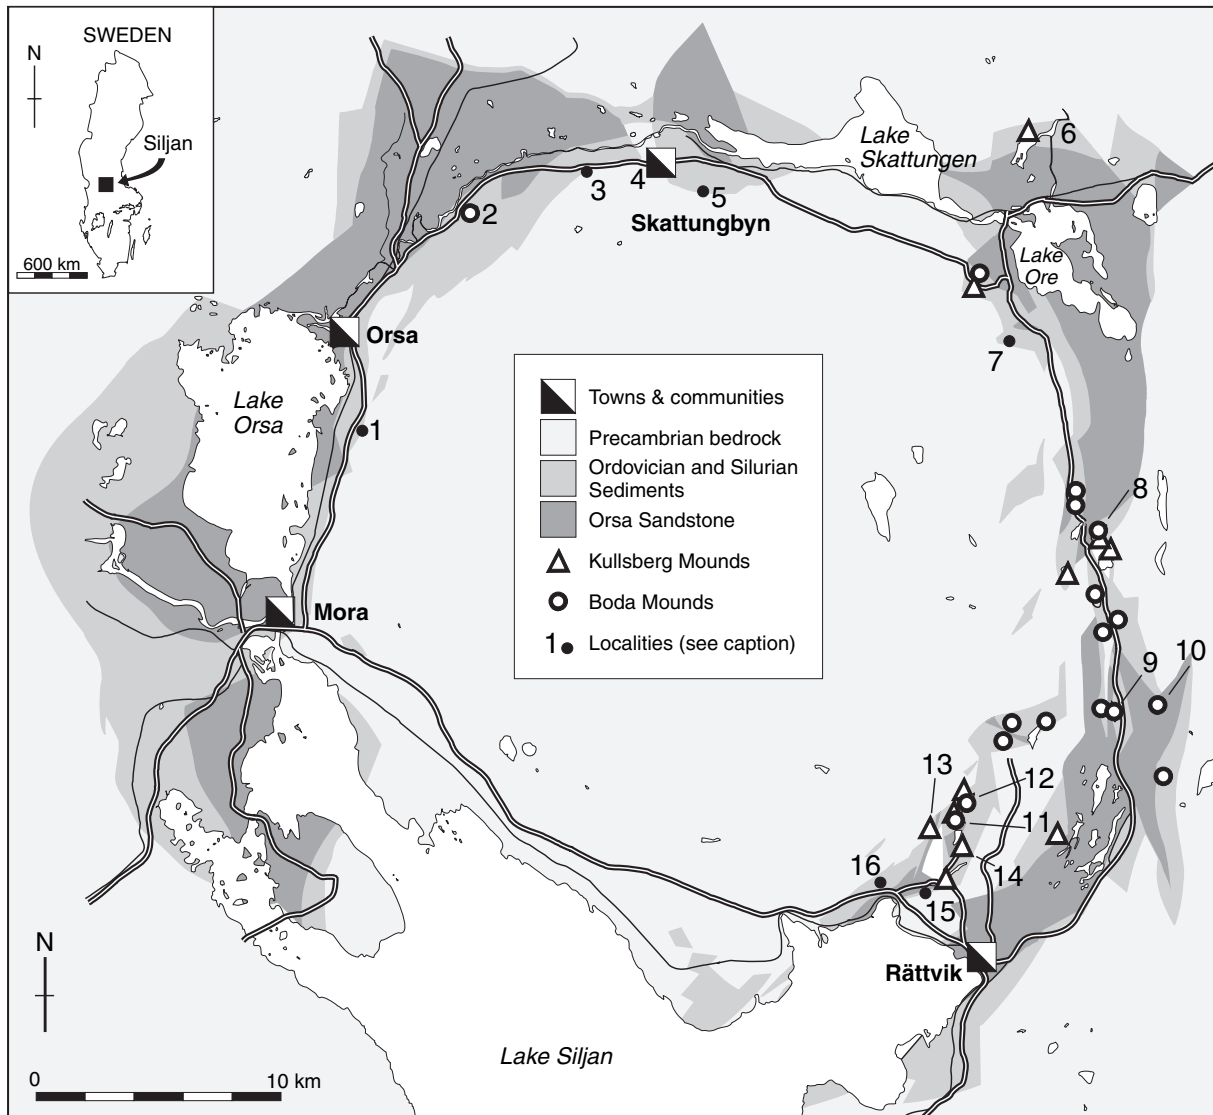 SWEDEN
N
Siljan
600 km
Lake
Skattungen
6
3
4
5
2
Skattungbyn
Lake
Ore
7
Orsa
Lake
Orsa
1
Towns & communities
Precambrian bedrock
Ordovician and Silurian
Sediments
Orsa Sandstone
Kullsberg Mounds
Boda Mounds
1 Localities (see caption)
8
Mora
9
10
13
12
11
14
16
15
N
Rättvik
Lake Siljan
0
10 km